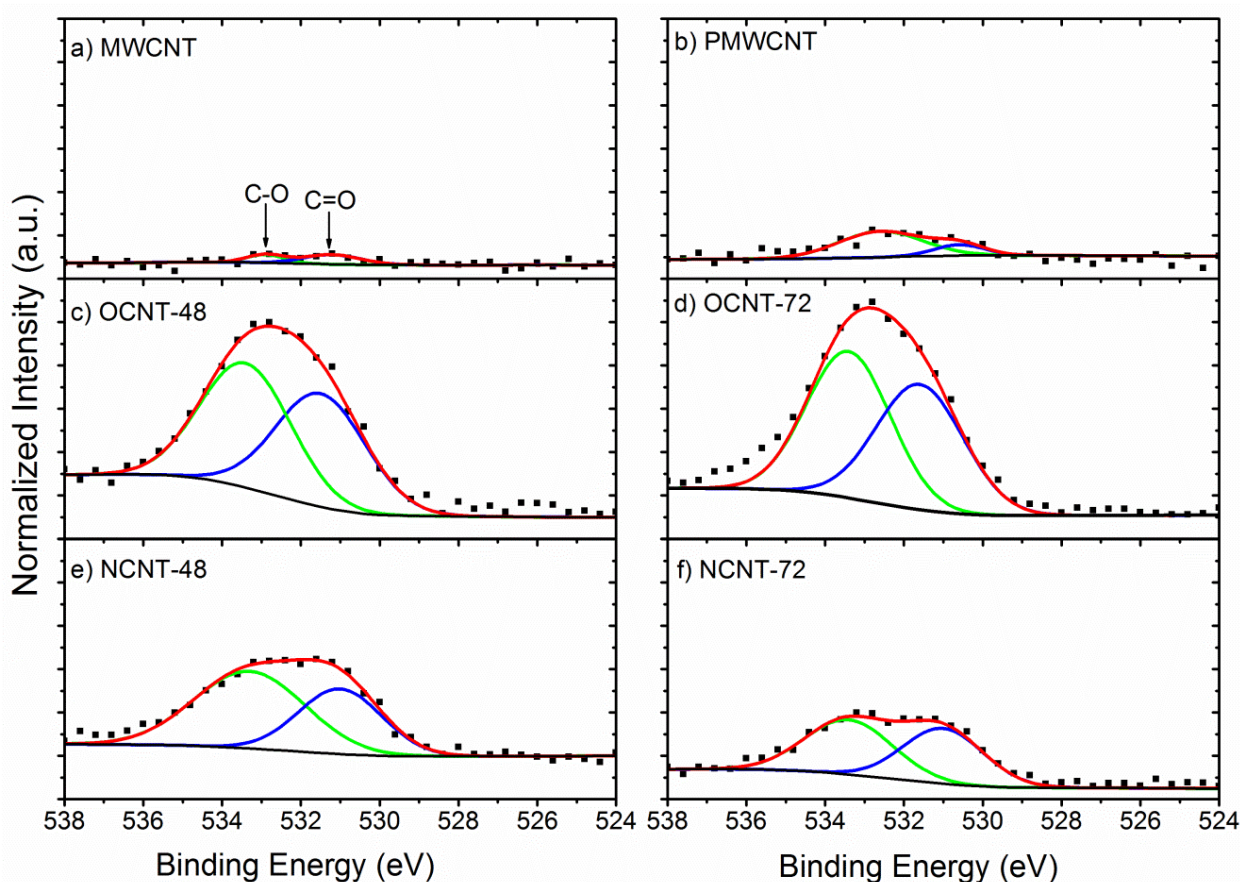 a) MWCNT
b) PMWCNT
C-O
C=O
c) OCNT-48
d) OCNT-72
e) NCNT-48
f) NCNT-72
Normalized Intensity (a.u.)
538 536 534 532 530 528 526 524
538 536 534 532 530 528 526 524
Binding Energy (eV)
Binding Energy (eV)